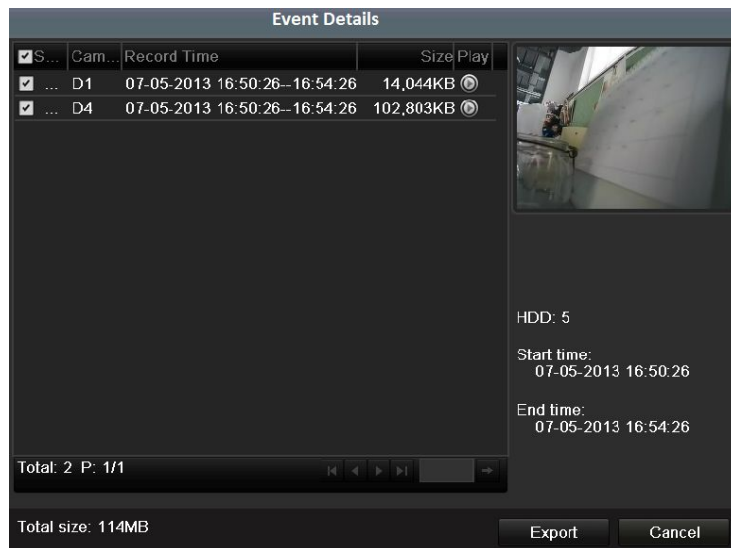 Event Details
S... Cam... Record Time Size Play
... D1 07-05-2013 16:50:26--16:54:26 14,044KB
... D4 07-05-2013 16:50:26--16:54:26 102,803KB
HDD: 5
Start time:
07-05-2013 16:50:26
End time:
07-05-2013 16:54:26
Total: 2 P: 1/1
Total size: 114MB
Export Cancel